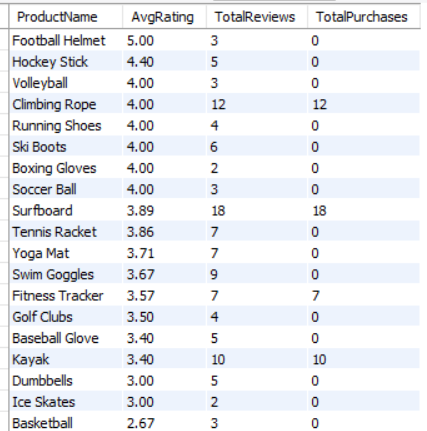 ProductName AvgRating TotalReviews TotalPurchases
Football Helmet 5.00 3 0
Hockey Stick 4.40 5 0
Volleyball 4.00 3 0
Climbing Rope 4.00 12 12
Running Shoes 4.00 4 0
Ski Boots 4.00 6 0
Boxing Gloves 4.00 2 0
Soccer Ball 4.00 3 0
Surfboard 3.89 18 18
Tennis Racket 3.86 7 0
Yoga Mat 3.71 7 0
Swim Goggles 3.67 9 0
Fitness Tracker 3.57 7 7
Golf Clubs 3.50 4 0
Baseball Glove 3.40 5 0
Kayak 3.40 10 10
Dumbbells 3.00 5 0
Ice Skates 3.00 2 0
Basketball 2.67 3 0